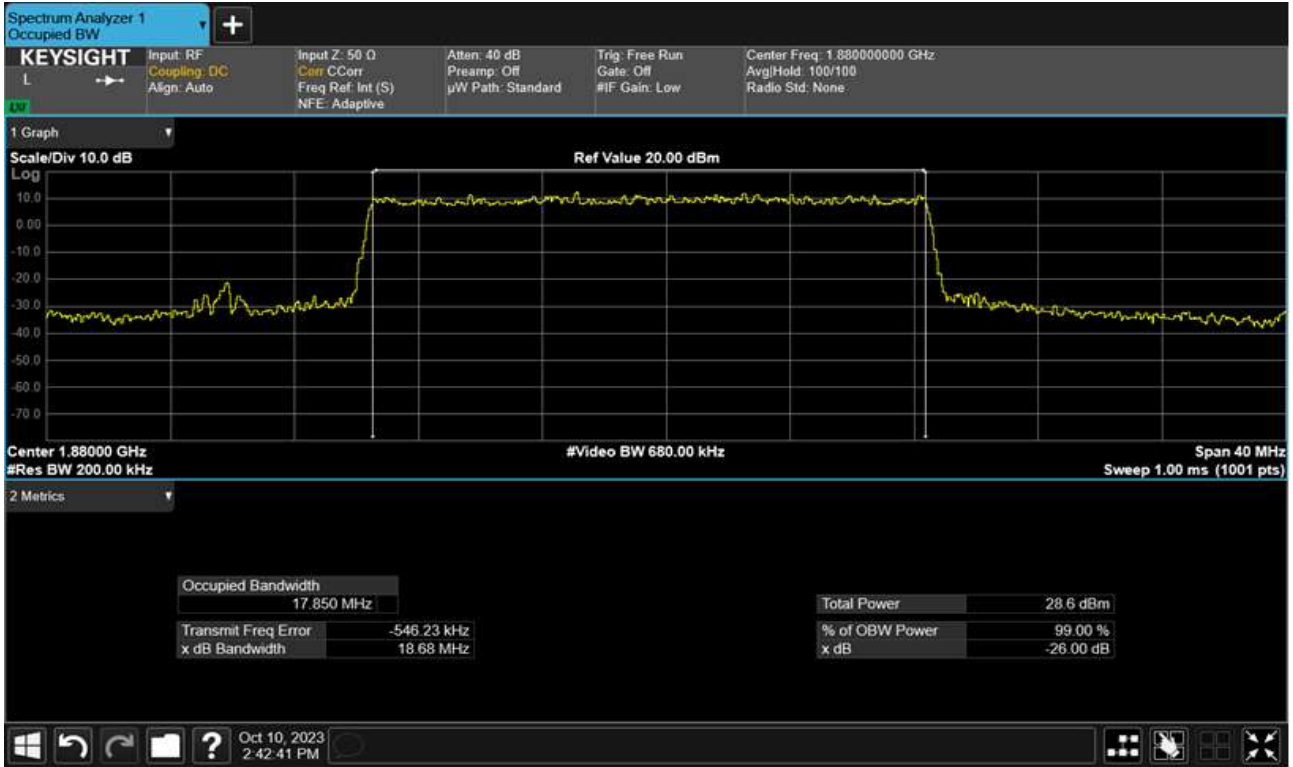 Spectrum Analyzer 1
Occupied BW
+
KEYSIGHT
L
Input: RF
Coupling: DC
Align: Auto
Input Z: 50 Ω
Corr CCorr
Freq Ref: Int (S)
NFE: Adaptive
Atten: 40 dB
Preamp: Off
µW Path: Standard
Trig: Free Run
Gate: Off
#IF Gain: Low
Center Freq: 1.880000000 GHz
Avg|Hold: 100/100
Radio Std: None
1 Graph
Scale/Div 10.0 dB
Ref Value 20.00 dBm
Log
10.0
0.00
-10.0
-20.0
-30.0
-40.0
-50.0
-60.0
-70.0
Center 1.88000 GHz
#Video BW 680.00 kHz
Span 40 MHz
#Res BW 200.00 kHz
Sweep 1.00 ms (1001 pts)
2 Metrics
Occupied Bandwidth
17.850 MHz
Transmit Freq Error -546.23 kHz
x dB Bandwidth 18.68 MHz
Total Power 28.6 dBm
% of OBW Power 99.00 %
x dB -26.00 dB
?
Oct 10, 2023
2:42:41 PM